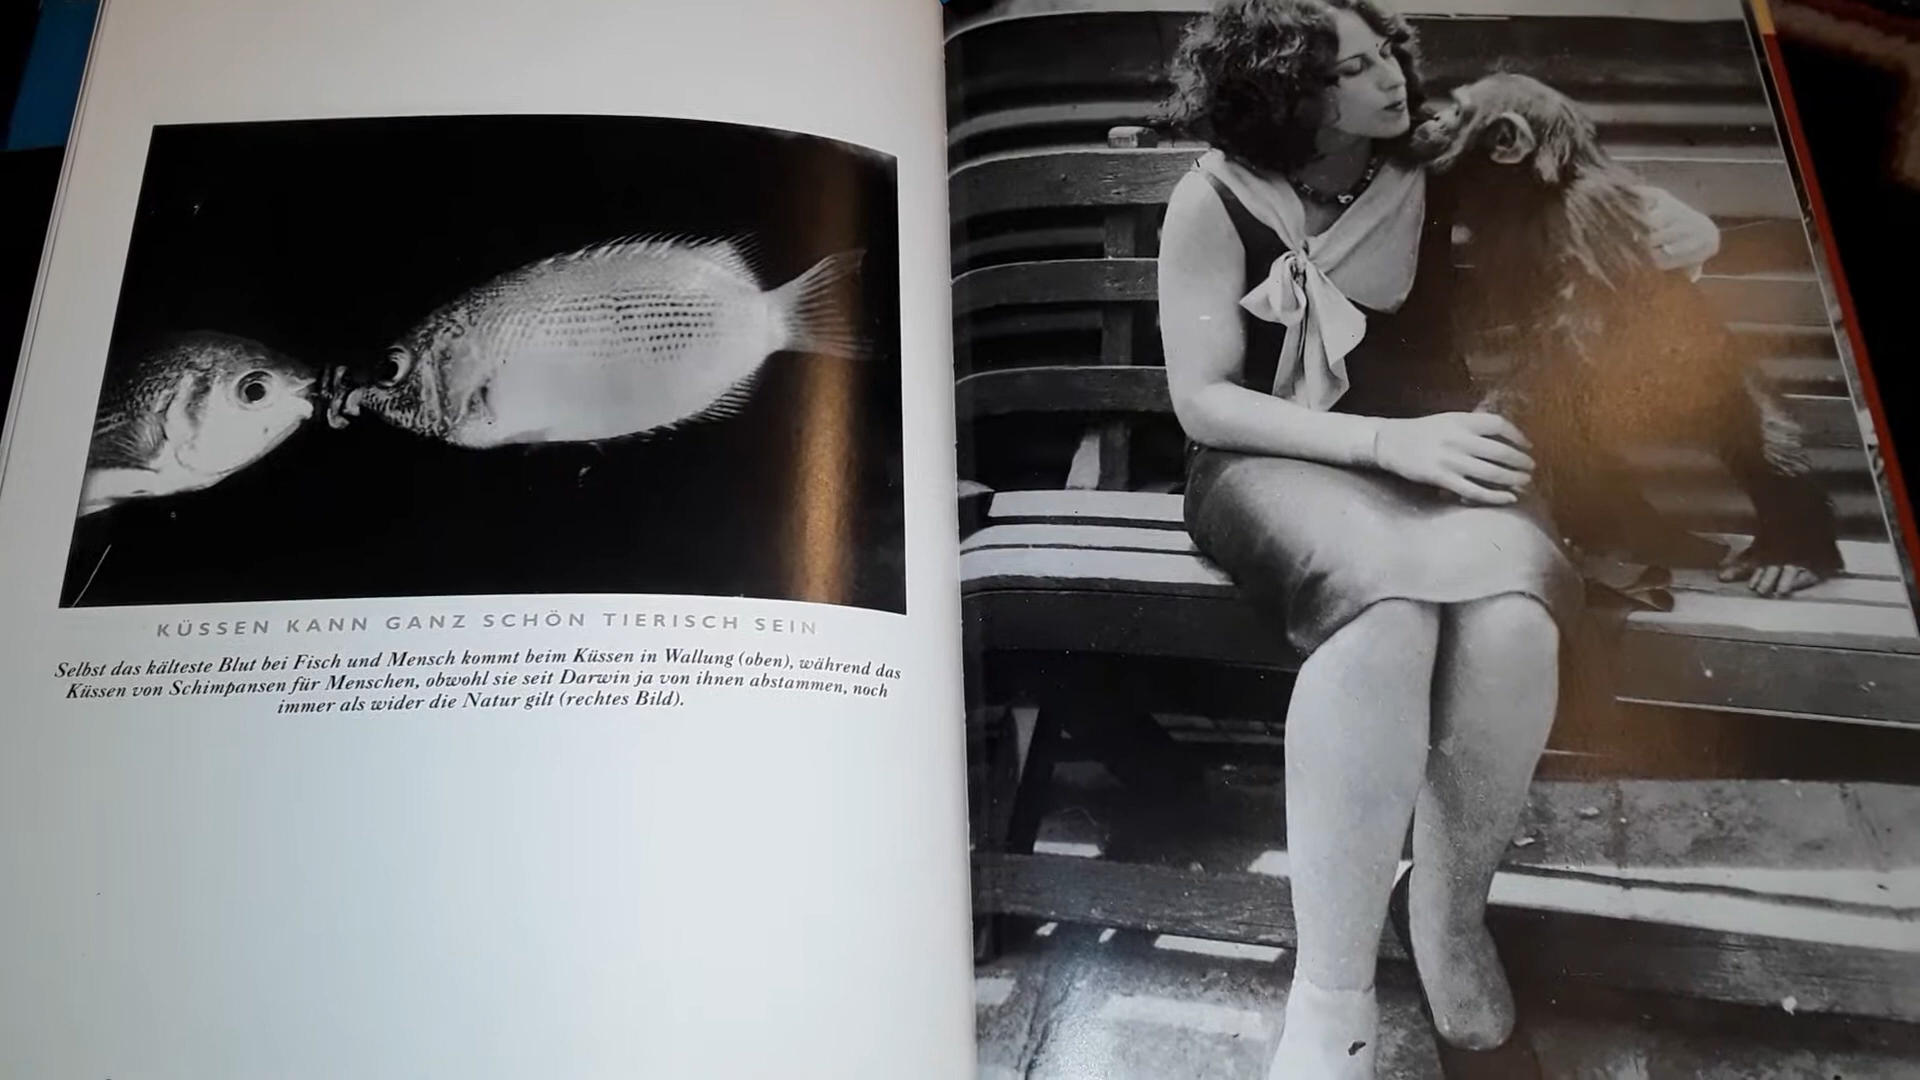 KÜSSEN KANN GANZ SCHÖN TIERISCH SEIN
Selbst das kälteste Blut bei Fisch und Mensch kommt beim Küssen in Wallung (oben), während das
Küssen von Schimpansen für Menschen, obwohl sie seit Darwin ja von ihnen abstammen, noch
immer als wider die Natur gilt (rechtes Bild).